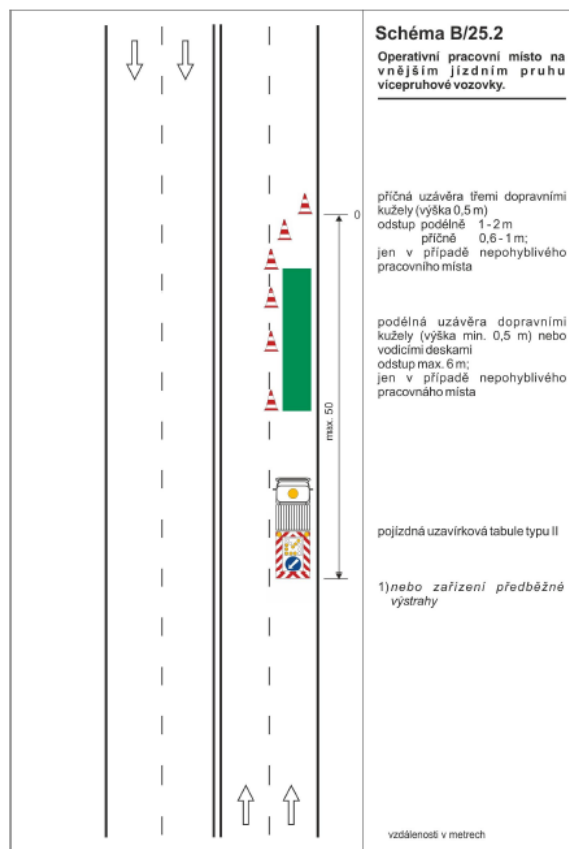 Schéma B/25.2
Operativní pracovní místo na
vnějším jízdním pruhu
vícepruhové vozovky.
0
příčná uzávěra třemi dopravními
kužely (výška 0,5 m)
odstup podélně 1 - 2 m
příčně 0,6 - 1 m;
jen v případě nepohyblivého
pracovního místa
podélná uzávěra dopravními
kužely (výška min. 0,5 m) nebo
vodicími deskami
odstup max. 6 m;
jen v případě nepohyblivého
pracovnáho místa
max. 50
pojízdná uzavírková tabule typu II
1) nebo zařízení předběžné
výstrahy
vzdálenosti v metrech